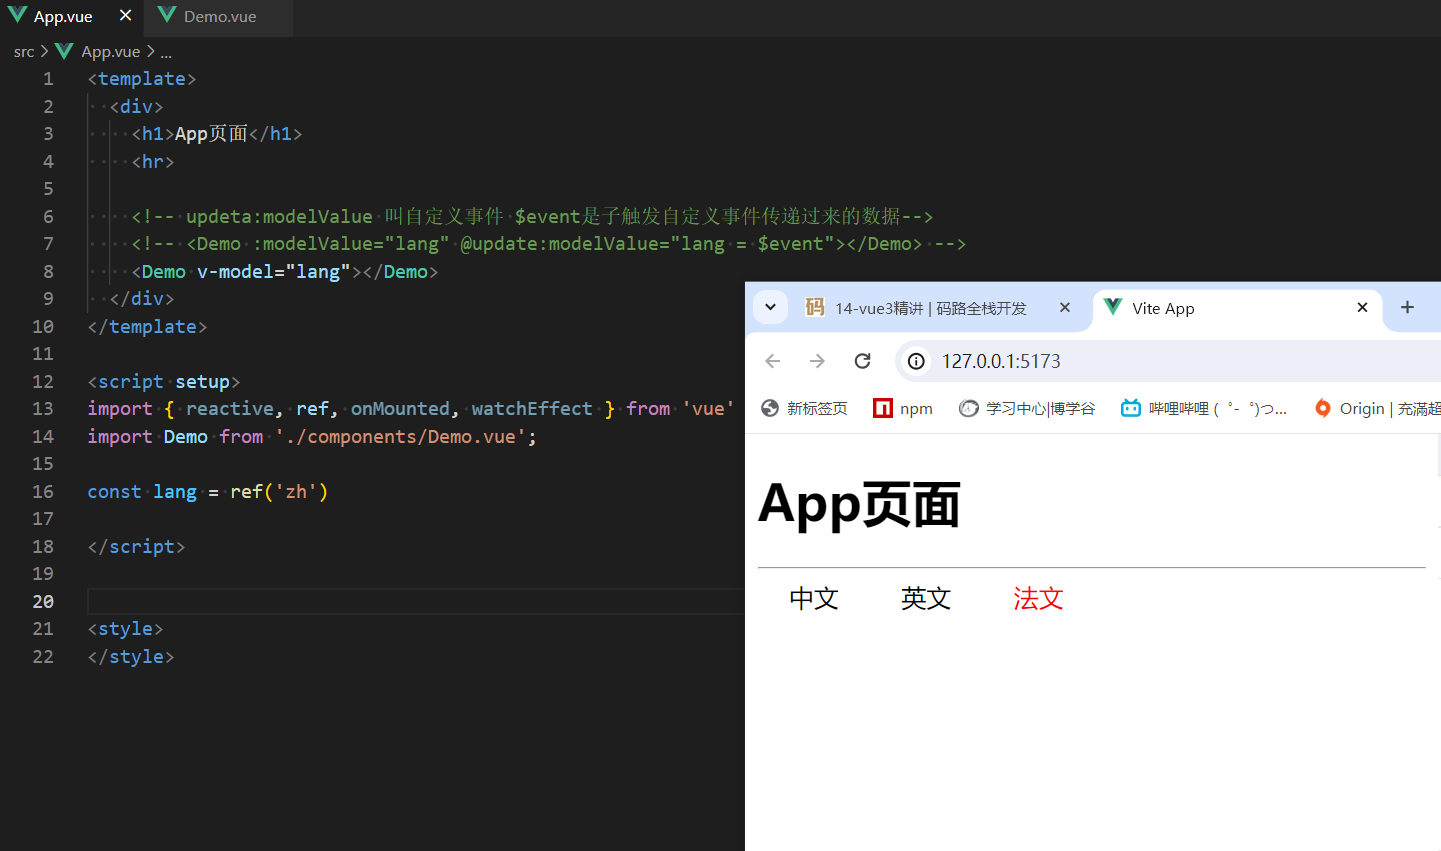 App.vue
Demo.vue
src > App.vue > ...
1 <template>
2 <div>
3 <h1>App页面</h1>
4 <hr>
5
6 <!-- updeta:modelValue 叫自定义事件 $event是子触发自定义事件传递过来的数据-->
7 <!-- <Demo :modelValue="lang" @update:modelValue="lang = $event"></Demo> -->
8 <Demo v-model="lang"></Demo>
9 </div>
10 </template>
11
12 <script setup>
13 import { reactive, ref, onMounted, watchEffect } from 'vue'
14 import Demo from './components/Demo.vue';
15
16 const lang = ref('zh')
17
18 </script>
19
20
21 <style>
22 </style>
码 14-vue3精讲 | 码路全栈开发
Vite App
127.0.0.1:5173
新标签页 npm 学习中心|博学谷 哔哩哔哩 (゜-゜)つ... Origin | 充满超
App页面
中文 英文 法文